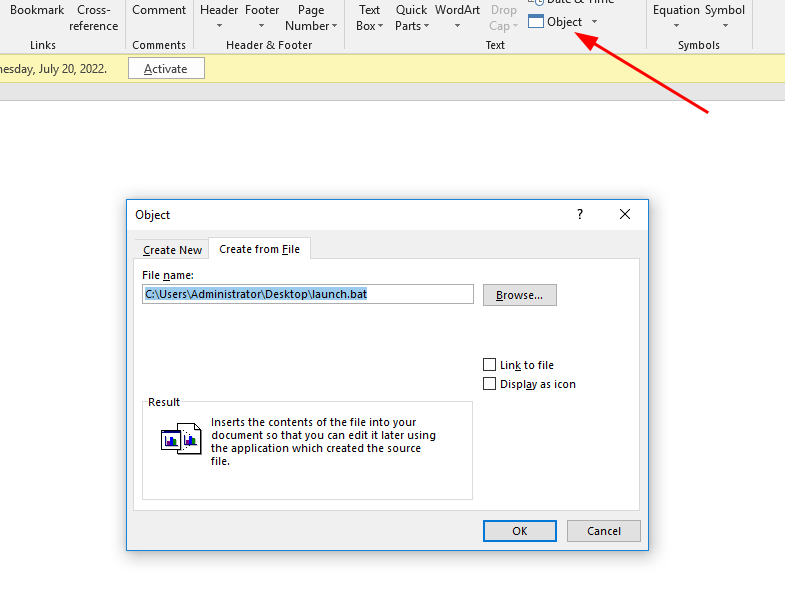 Bookmark Cross-reference Comment Header Footer Page Number Text Box Quick Parts WordArt Drop Cap Date & Time
Object Equation Symbol
Links Comments Header & Footer Text Symbols
nesday, July 20, 2022. Activate
Object ?
Create New Create from File
File name:
C:\Users\Administrator\Desktop\launch.bat Browse...
Link to file
Display as icon
Result
Inserts the contents of the file into your
document so that you can edit it later using
the application which created the source
file.
OK Cancel